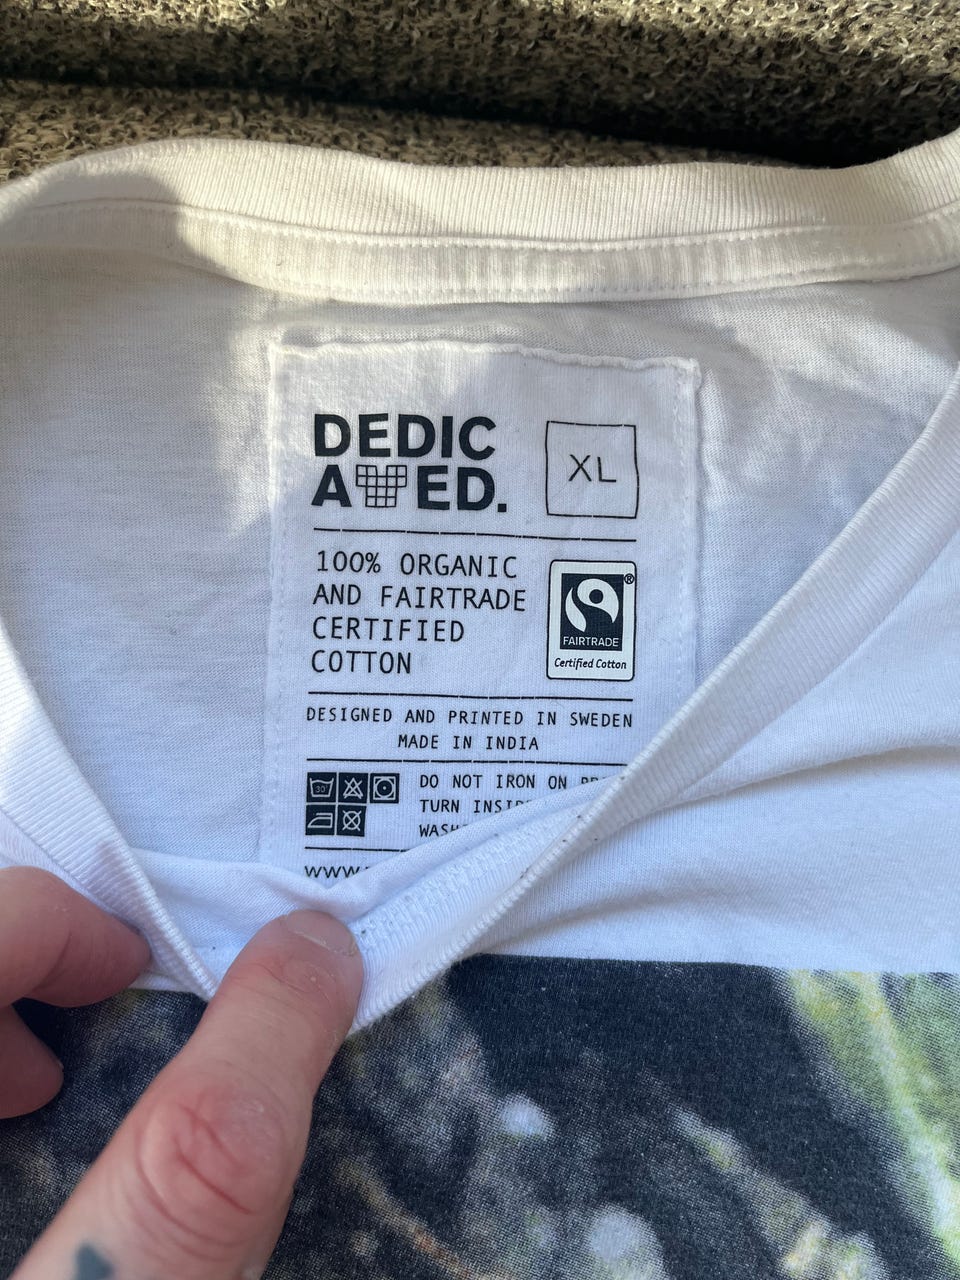 DEDIC
ATED.
XL
100% ORGANIC
AND FAIRTRADE
CERTIFIED
COTTON
®
FAIRTRADE
Certified Cotton
DESIGNED AND PRINTED IN SWEDEN
MADE IN INDIA
30°
DO NOT IRON ON
TURN